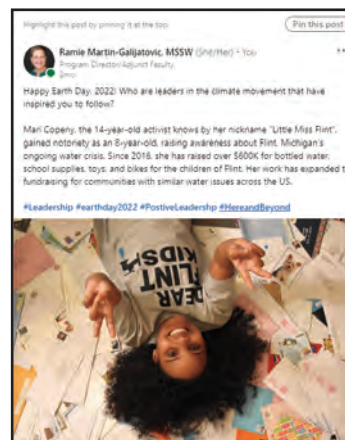 Highlight this post by pinning it at the top.
Pin this post
Ramie Martin-Galijatovic, MSSW (She/Her) • You
Program Director/Adjunct Faculty
Happy Earth Day, 2022! Who are leaders in the climate movement that have
inspired you to follow?
Mari Copeny, the 14-year-old activist knows by her nickname "Little Miss Flint",
gained notoriety as an 8-year-old, raising awareness about Flint, Michigan's
ongoing water crisis. Since 2016, she has raised over $600K for bottled water,
school supplies, toys, and bikes for the children of Flint. Her work has expanded t
fundraising for communities with similar water issues across the US.
#Leadership #earthday2022 #PostiveLeadershp #HereandBeyond
DEAR
FLINT
KIDS